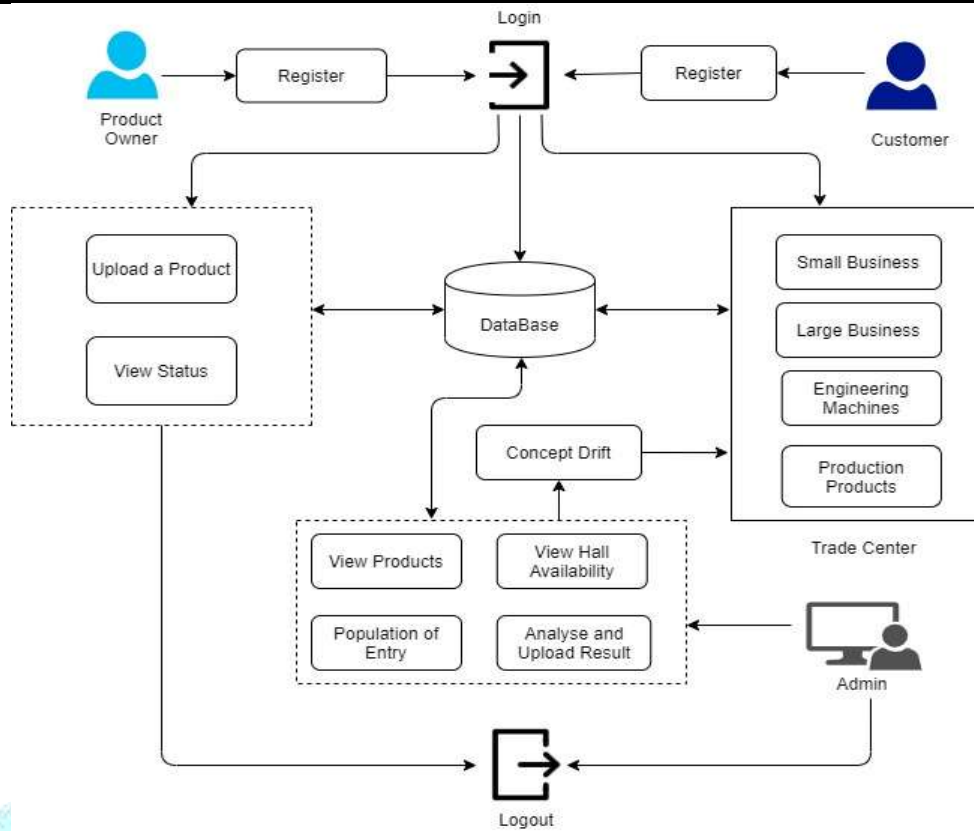 Login
Register
Register
Product
Owner
Customer
Upload a Product
View Status
DataBase
Small Business
Large Business
Engineering
Machines
Production
Products
Concept Drift
Trade Center
View Products
View Hall
Availability
Population of
Entry
Analyse and
Upload Result
Admin
Logout